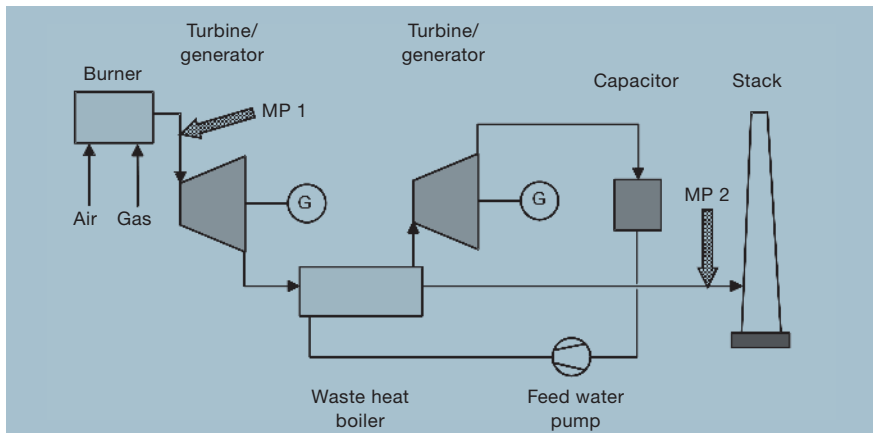 Turbine/
generator
Turbine/
generator
Burner
Capacitor
Stack
MP 1
MP 2
Air
Gas
G
G
Waste heat
boiler
Feed water
pump